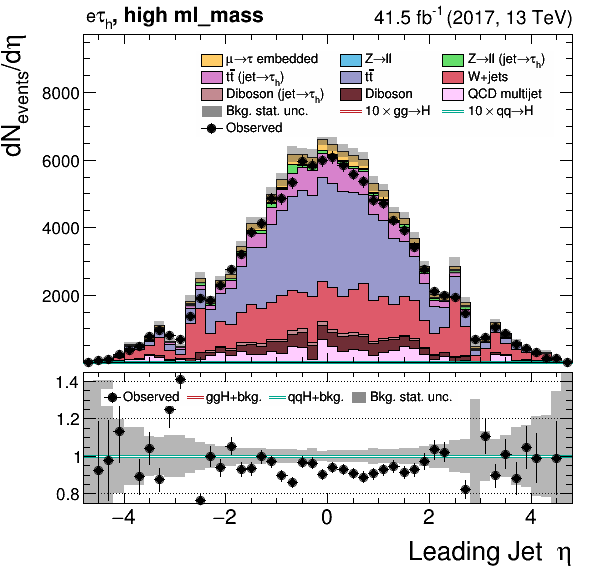 eτh, high ml_mass 41.5 fb⁻¹ (2017, 13 TeV)
dNevents/dη
μ→τ embedded Z→ll Z→ll (jet→τh)
tt̄ (jet→τh) tt̄ W+jets
Diboson (jet→τh) Diboson QCD multijet
Bkg. stat. unc. 10 × gg→H 10 × qq→H
Observed
6000
4000
2000
1.4
Observed ggH+bkg. qqH+bkg. Bkg. stat. unc.
1.2
1
0.8
−4 −2 0 2 4
Leading Jet η